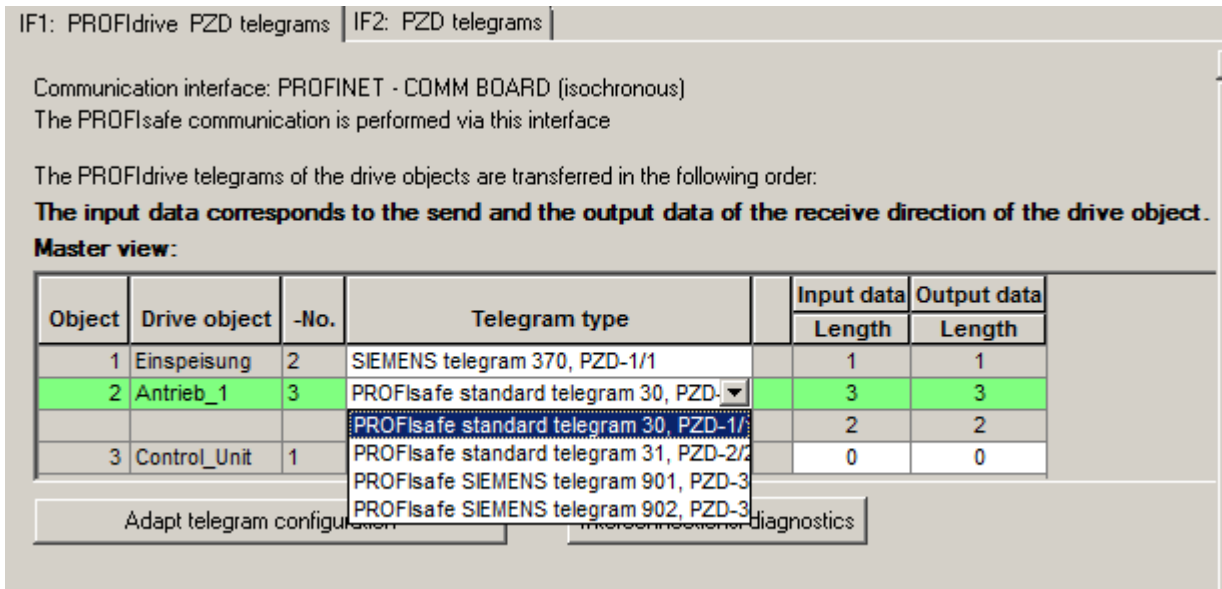 IF1: PROFIdrive PZD telegrams IF2: PZD telegrams
Communication interface: PROFINET - COMM BOARD (isochronous)
The PROFIsafe communication is performed via this interface
The PROFIdrive telegrams of the drive objects are transferred in the following order:
The input data corresponds to the send and the output data of the receive direction of the drive object.
Master view:
Object Drive object -No. Telegram type Input data Output data
Length Length
1 Einspeisung 2 SIEMENS telegram 370, PZD-1/1 1 1
2 Antrieb_1 3 PROFIsafe standard telegram 30, PZD- 3 3
PROFIsafe standard telegram 30, PZD-1/ 2 2
PROFIsafe standard telegram 31, PZD-2/2
3 Control_Unit 1 0 0
PROFIsafe SIEMENS telegram 901, PZD-3
PROFIsafe SIEMENS telegram 902, PZD-3
Adapt telegram configuration diagnostics